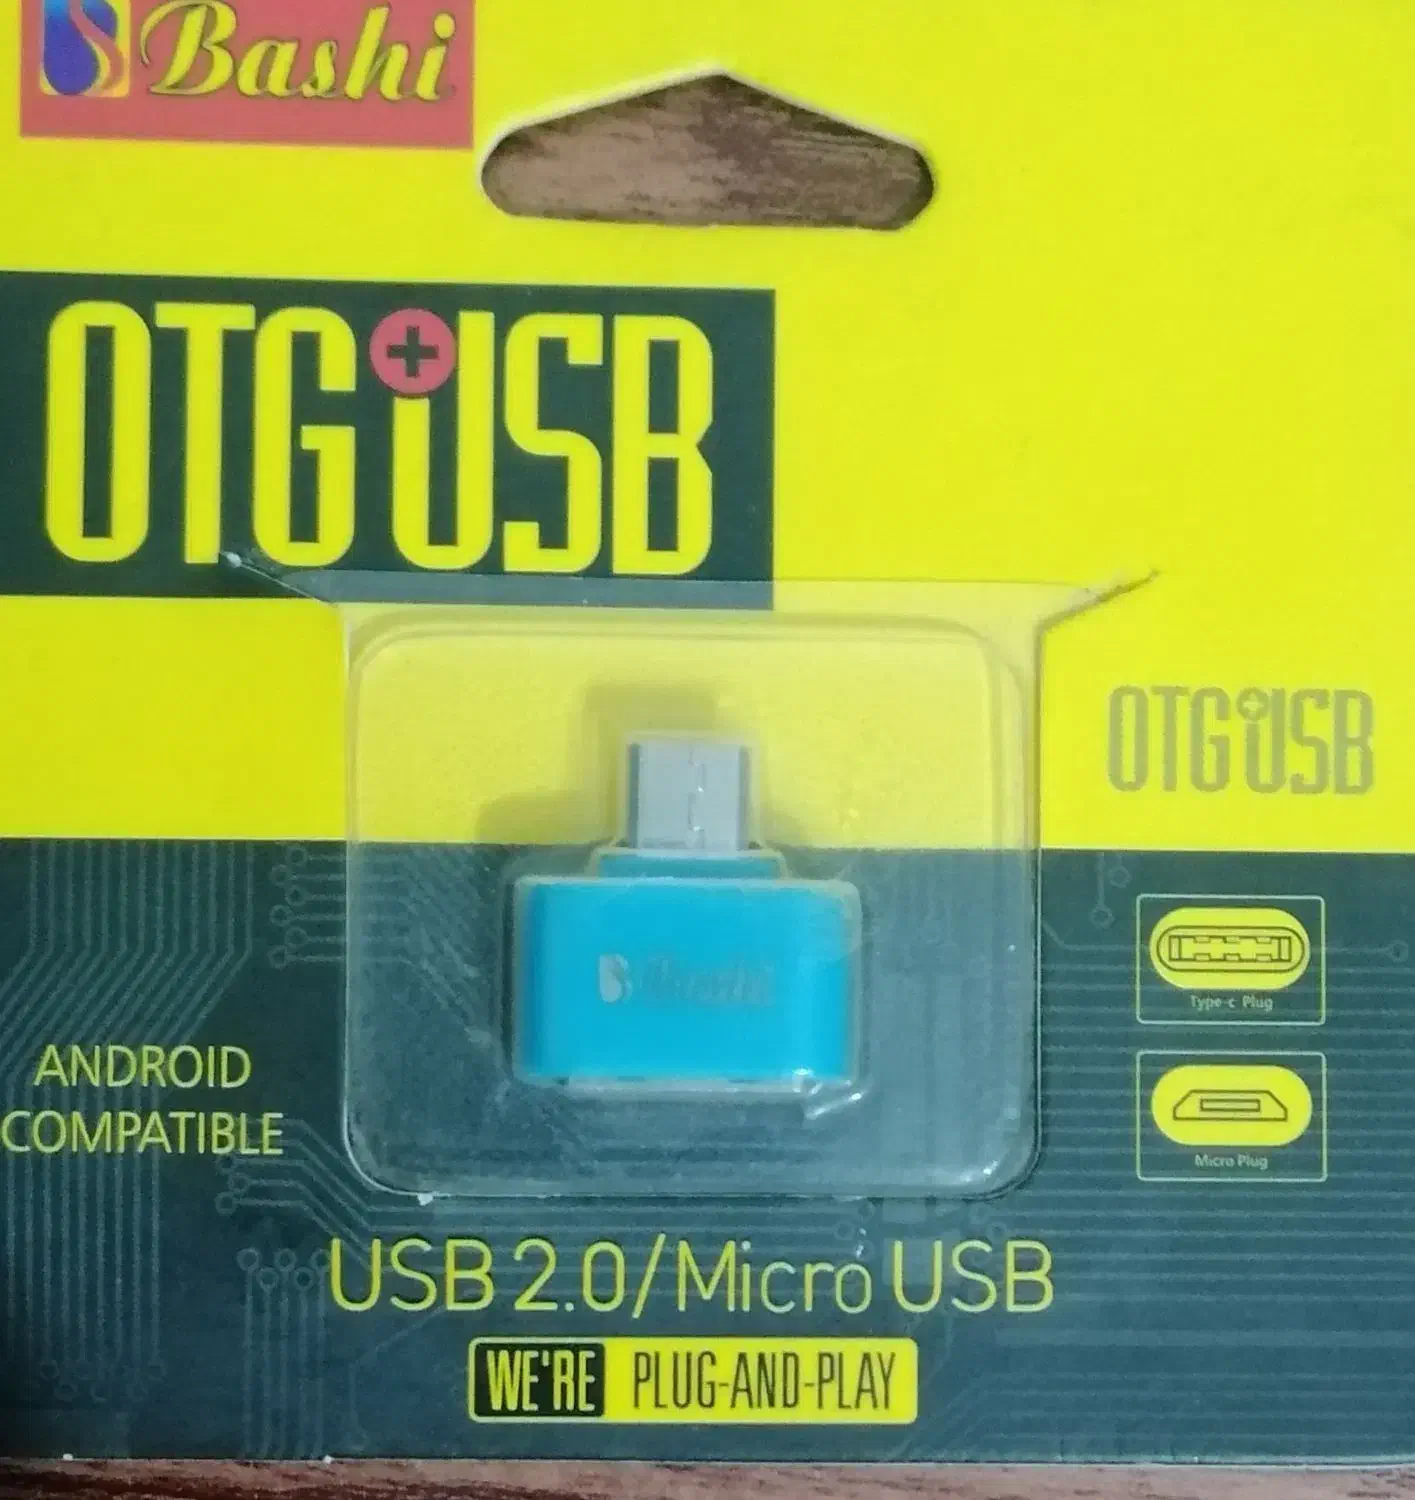 Bashi
OTG+USB
OTG+USB
Bashi
Type-c Plug
ANDROID
COMPATIBLE
Micro Plug
USB 2.0/Micro USB
WE'RE PLUG-AND-PLAY